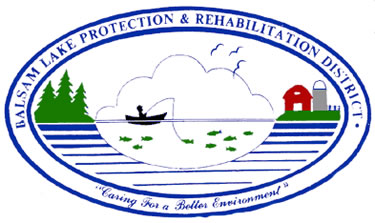 BALSAM LAKE PROTECTION & REHABILITATION DISTRICT •
"Caring For a Better Environment"